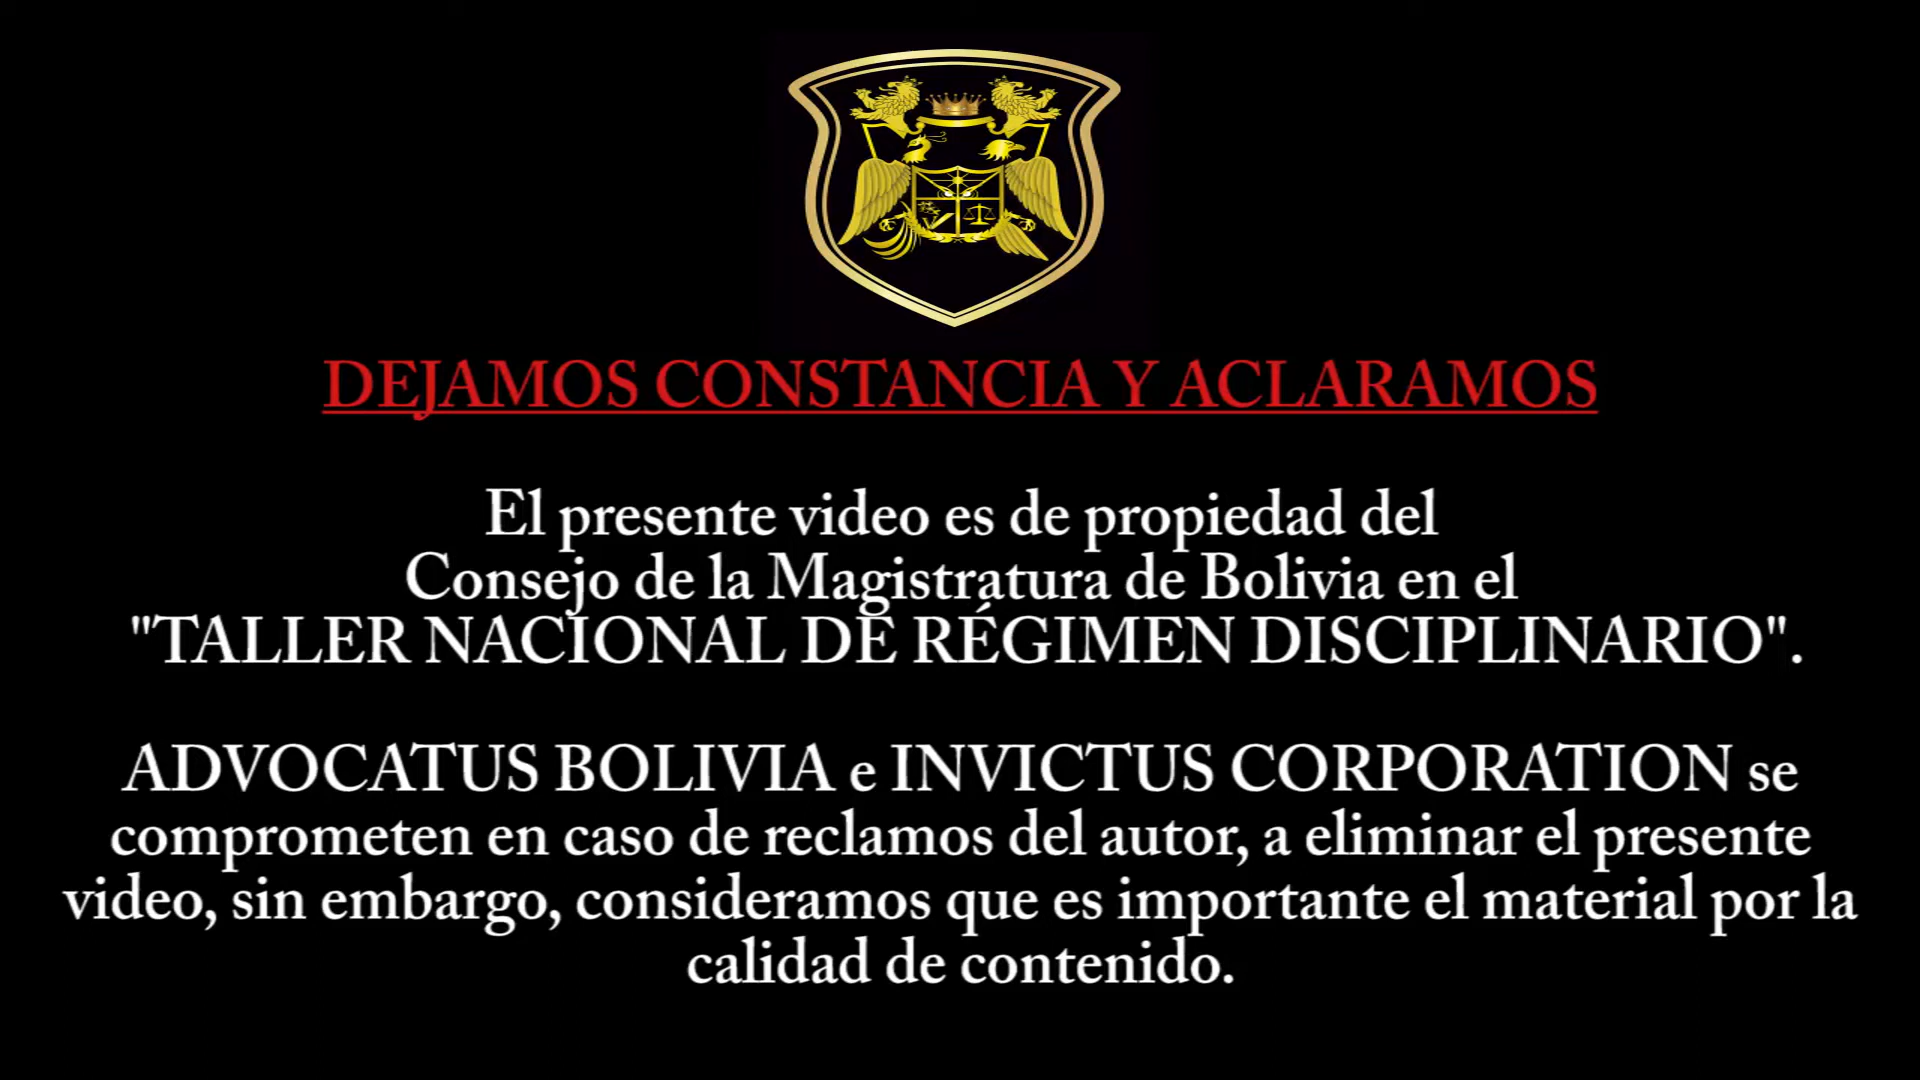 DEJAMOS CONSTANCIA Y ACLARAMOS
El presente video es de propiedad del
Consejo de la Magistratura de Bolivia en el
"TALLER NACIONAL DE RÉGIMEN DISCIPLINARIO".
ADVOCATUS BOLIVIA e INVICTUS CORPORATION se
comprometen en caso de reclamos del autor, a eliminar el presente
video, sin embargo, consideramos que es importante el material por la
calidad de contenido.